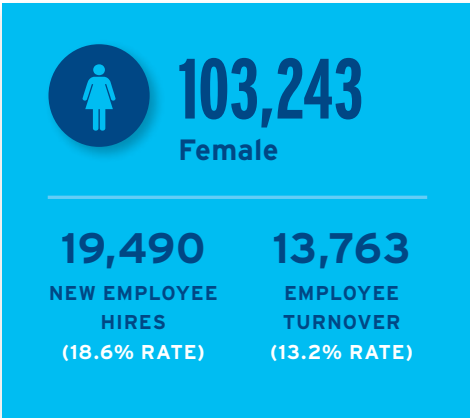 103,243
Female
19,490
NEW EMPLOYEE
HIRES
(18.6% RATE)
13,763
EMPLOYEE
TURNOVER
(13.2% RATE)